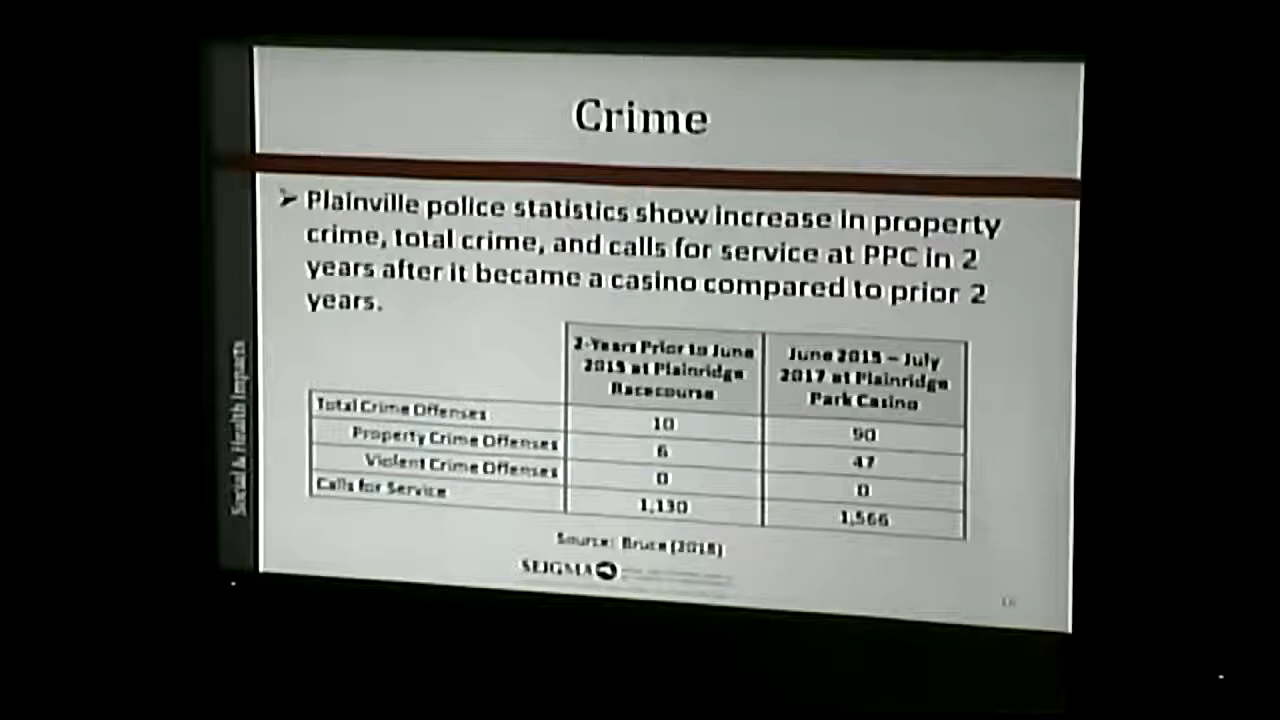 Crime
➢ Plainville police statistics show increase in property
crime, total crime, and calls for service at PPC in 2
years after it became a casino compared to prior 2
years.
2-Years Prior to June
2015 at Plainridge
Racecourse
June 2015 – July
2017 at Plainridge
Park Casino
Total Crime Offenses 10 90
Property Crime Offenses 6 47
Violent Crime Offenses 0 0
Calls for Service 1,130 1,566
Source: Bruce (2018)
SEIGMA
Social & Health Impacts